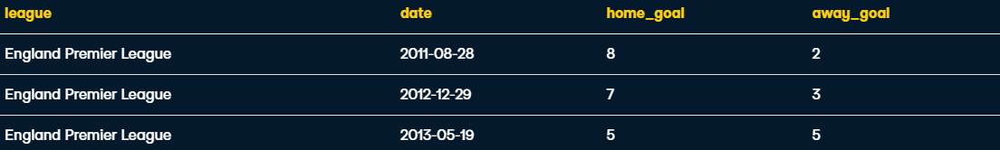 league date home_goal away_goal
England Premier League 2011-08-28 8 2
England Premier League 2012-12-29 7 3
England Premier League 2013-05-19 5 5